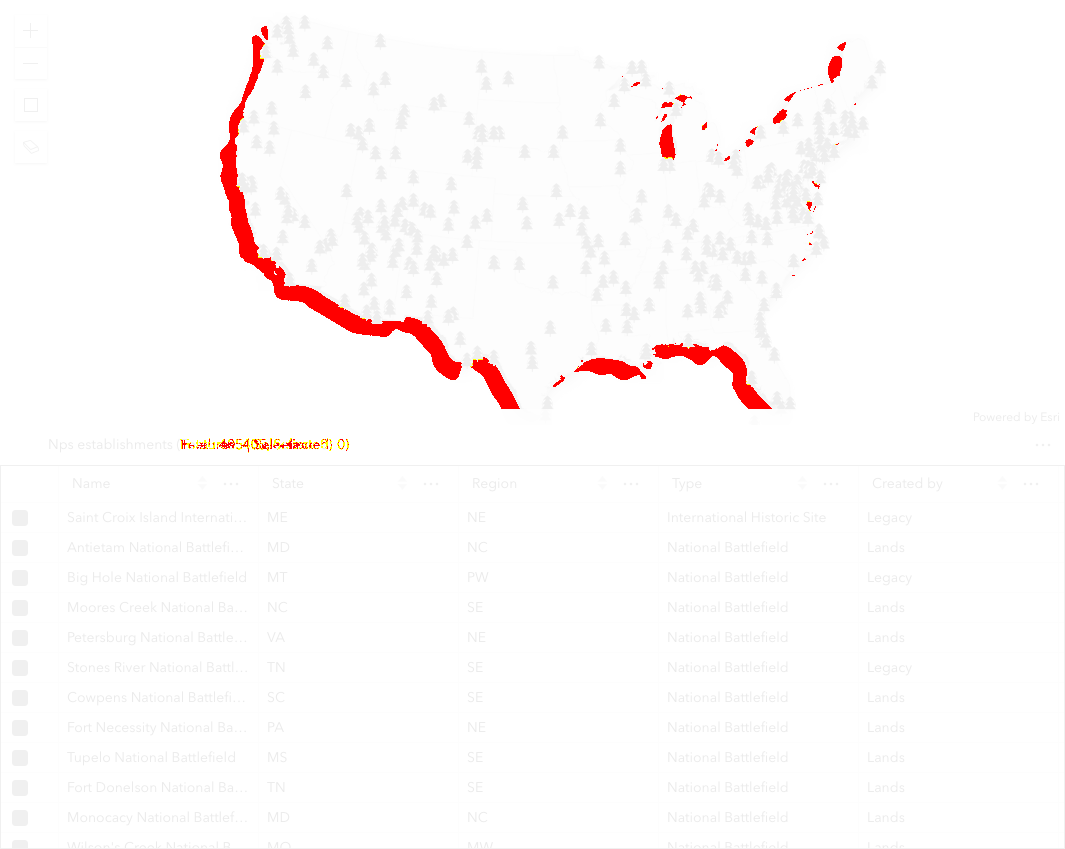 Powered by Esri
Nps establishments
Name State Region Type Created by
Saint Croix Island Internati… ME NE International Historic Site Legacy
Antietam National Battlefi… MD NC National Battlefield Lands
Big Hole National Battlefield MT PW National Battlefield Legacy
Moores Creek National Ba… NC SE National Battlefield Lands
Petersburg National Battle… VA NE National Battlefield Lands
Stones River National Battl… TN SE National Battlefield Legacy
Cowpens National Battlefi… SC SE National Battlefield Lands
Fort Necessity National Ba… PA NE National Battlefield Lands
Tupelo National Battlefield MS SE National Battlefield Lands
Fort Donelson National Ba… TN SE National Battlefield Lands
Monocacy National Battlef… MD NC National Battlefield Lands
Wilson's Creek National B… MO MW National Battlefield Lands